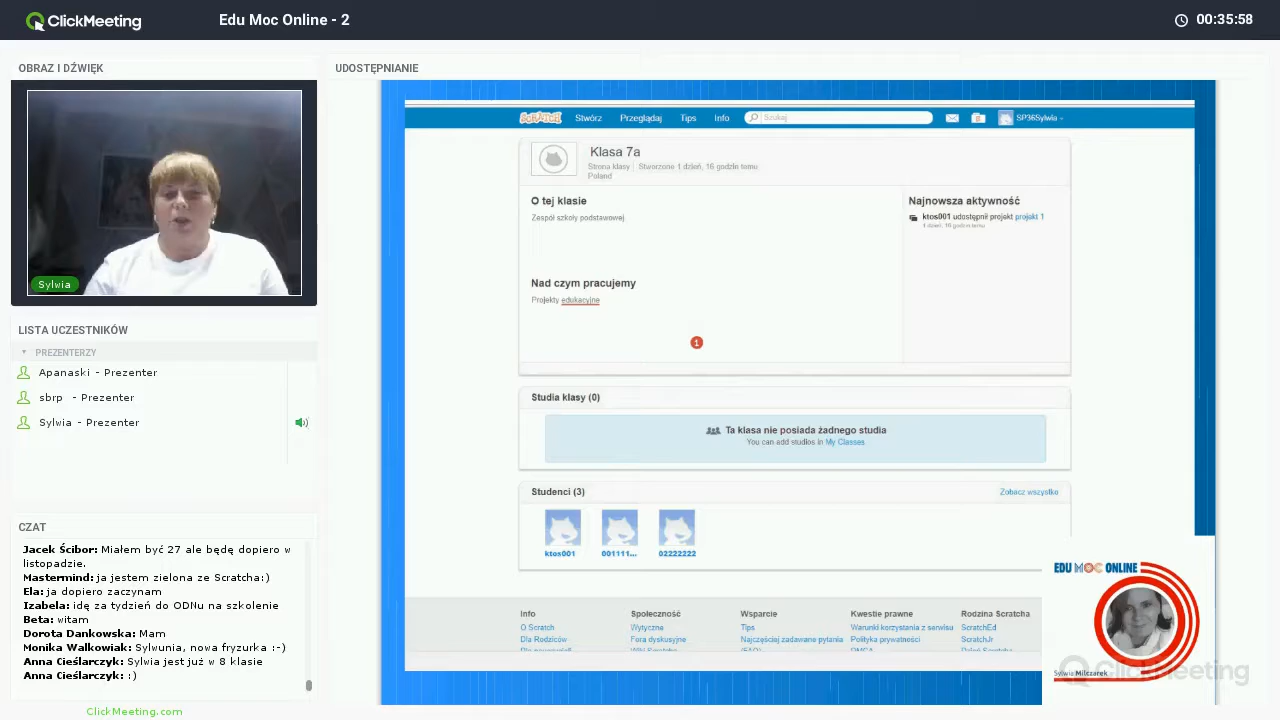 ClickMeeting
Edu Moc Online - 2
00:35:58
OBRAZ I DŹWIĘK
Sylwia
LISTA UCZESTNIKÓW
PREZENTERZY
Apanaski - Prezenter
sbrp - Prezenter
Sylwia - Prezenter
CZAT
Jacek Ścibor: Miałem być 27 ale będę dopiero w
listopadzie.
Mastermind: ja jestem zielona ze Scratcha:)
Ela: ja dopiero zaczynam
Izabela: idę za tydzień do ODNu na szkolenie
Beta: witam
Doryta Dankowska: Mam
Monika Walkowiak: Sylwunia, nowa fryzurka :-)
Anna Cieślarczyk: Sylwia jest już w 8 klasie
Anna Cieślarczyk: :)
ClickMeeting.com
UDOSTĘPNIANIE
SCRATCH Stwórz Przeglądaj Tips Info Szukaj SP36Sylwia
Klasa 7a
Strona klasy | Stworzone 1 dzień, 16 godzin temu
Poland
O tej klasie
Zespół szkoły podstawowej.
Nad czym pracujemy
Projekty edukacyjne
1
Najnowsza aktywność
ktos001 udostępnił projekt projekt 1
1 dzień, 16 godzin temu
Studia klasy (0)
Ta klasa nie posiada żadnego studia
You can add studios in My Classes
Studenci (3)
Zobacz wszystko
ktos001 001111... 02222222
Info
O Scratch
Dla Rodziców
Społeczność
Wytyczne
Fora dyskusyjne
Wsparcie
Tips
Najczęściej zadawane pytania
(FAQ)
Kwestie prawne
Warunki korzystania z serwisu
Polityka prywatności
DMCA
Rodzina Scratcha
ScratchEd
ScratchJr
EDU MOC ONLINE
Sylwia Milczarek
ClickMeeting